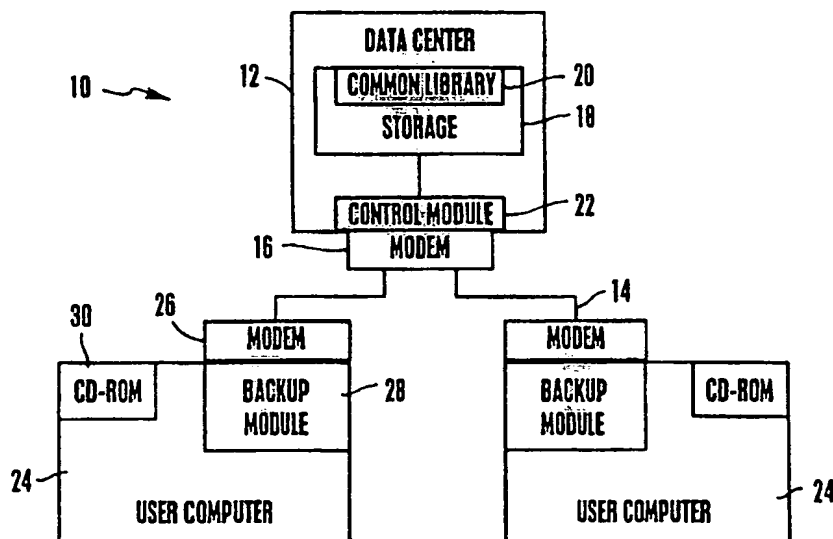 DATA CENTER
12
20
COMMON LIBRARY
10
18
STORAGE
CONTROL MODULE
22
16
MODEM
14
30
26
MODEM
MODEM
CD-ROM
BACKUP
MODULE
28
BACKUP
MODULE
CD-ROM
24
24
USER COMPUTER
USER COMPUTER